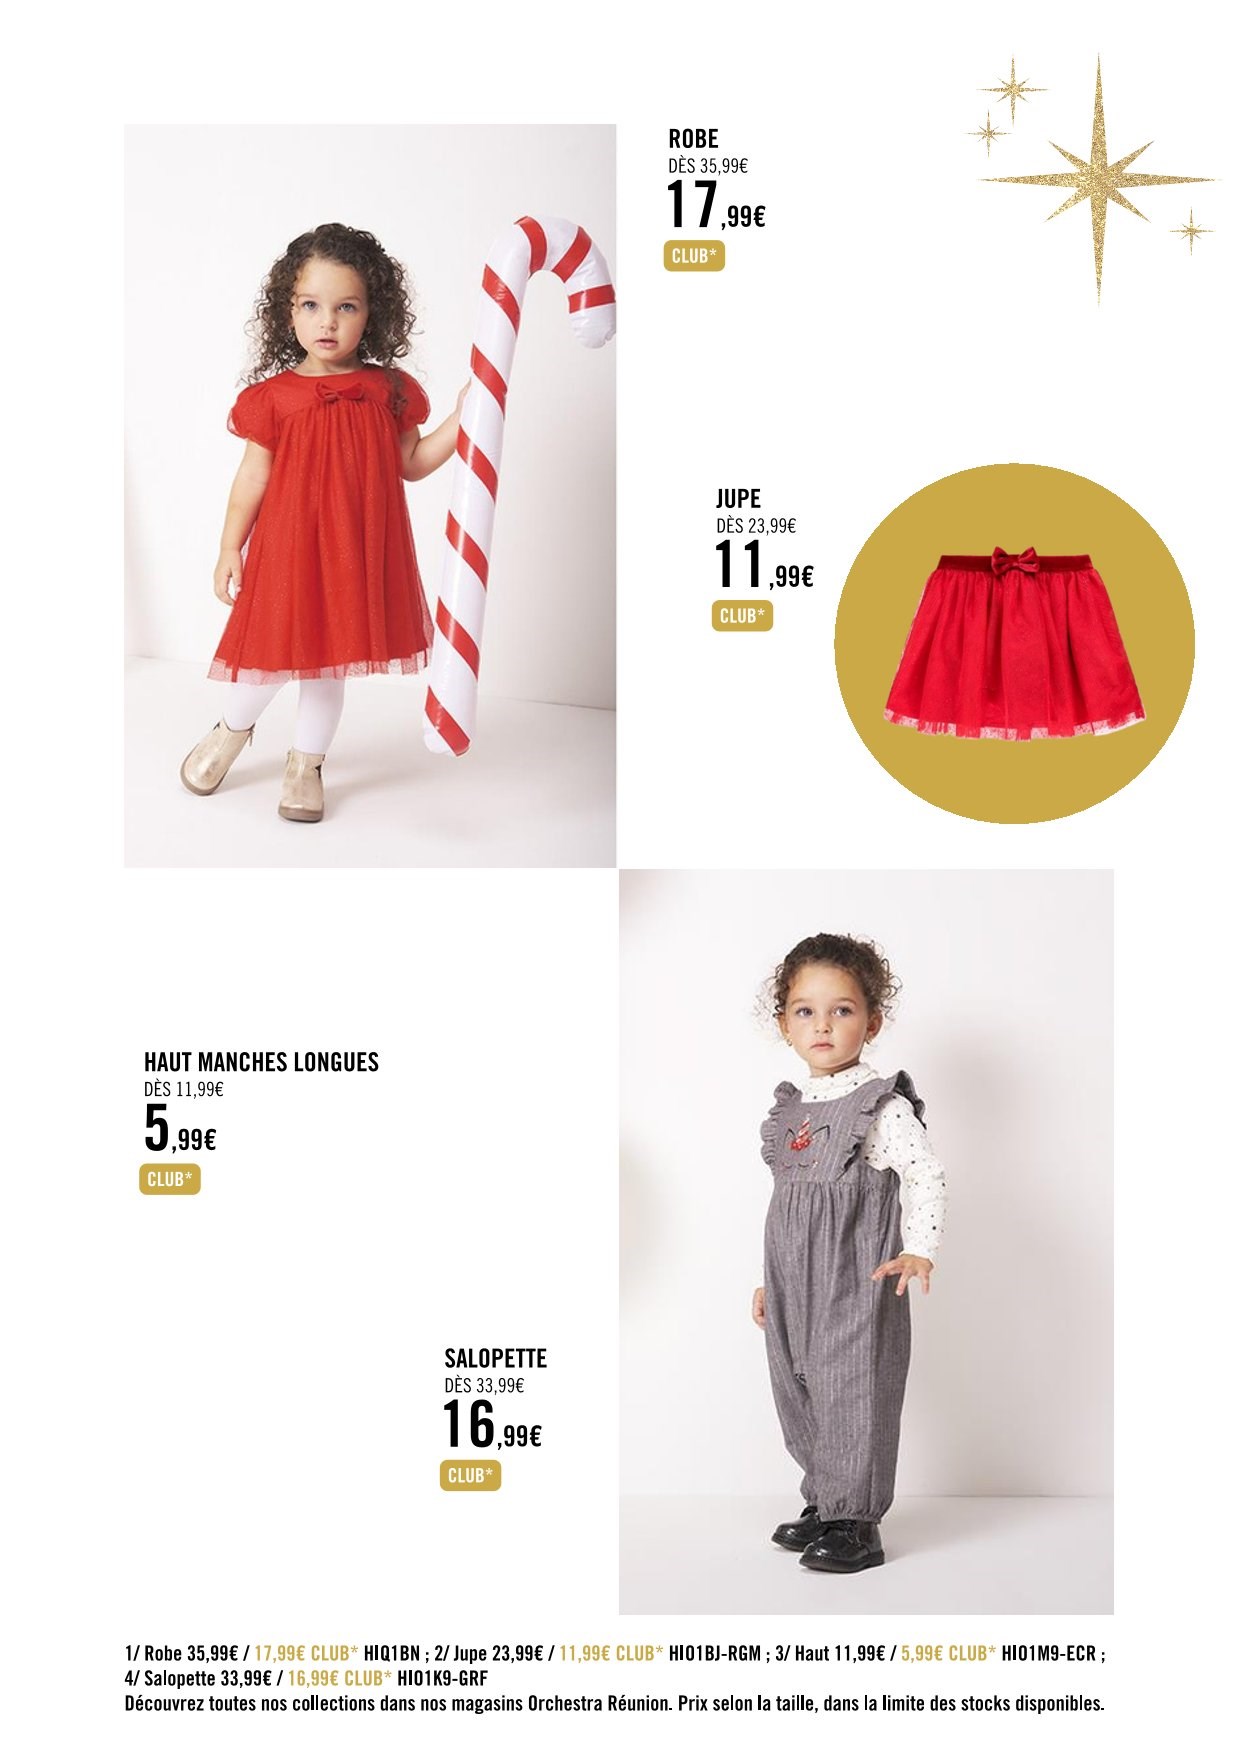 ROBE
DÈS 35,99€
17,99€
CLUB*
JUPE
DÈS 23,99€
11,99€
CLUB*
HAUT MANCHES LONGUES
DÈS 11,99€
5,99€
CLUB*
SALOPETTE
DÈS 33,99€
16,99€
CLUB*
1/ Robe 35,99€ / 17,99€ CLUB* HIQ1BN ; 2/ Jupe 23,99€ / 11,99€ CLUB* HI01BJ-RGM ; 3/ Haut 11,99€ / 5,99€ CLUB* HI01M9-ECR ;
4/ Salopette 33,99€ / 16,99€ CLUB* HI01K9-GRF
Découvrez toutes nos collections dans nos magasins Orchestra Réunion. Prix selon la taille, dans la limite des stocks disponibles.